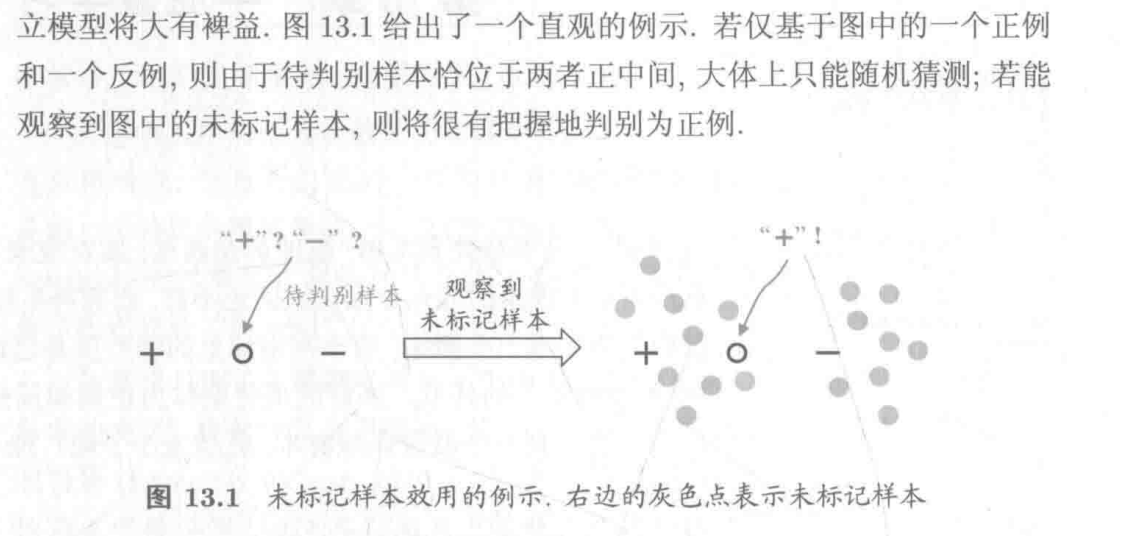 立模型将大有裨益. 图 13.1 给出了一个直观的例示. 若仅基于图中的一个正例
和一个反例, 则由于待判别样本恰位于两者正中间, 大体上只能随机猜测; 若能
观察到图中的未标记样本, 则将很有把握地判别为正例.
“+”? “−” ?
“+” !
待判别样本
观察到
未标记样本
+ −
+ −
图 13.1 未标记样本效用的例示. 右边的灰色点表示未标记样本